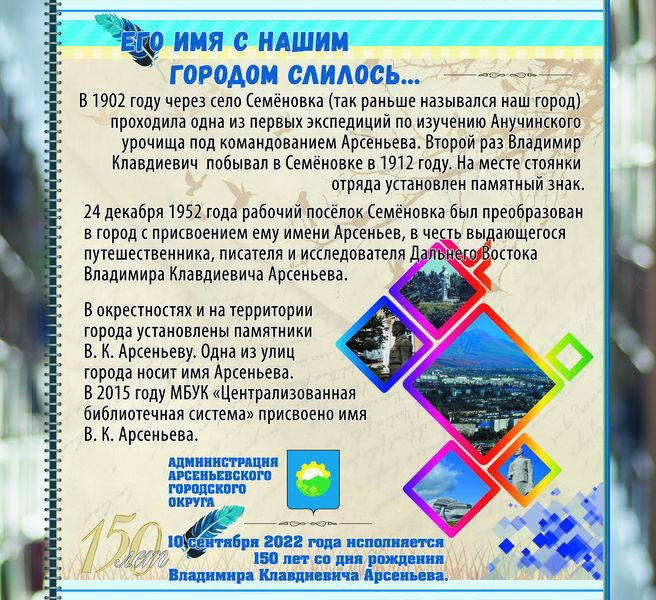 ЕГО ИМЯ С НАШИМ
ГОРОДОМ СЛИЛОСЬ...
В 1902 году через село Семёновка (так раньше назывался наш город)
проходила одна из первых экспедиций по изучению Анучинского
урочища под командованием Арсеньева. Второй раз Владимир
Клавдиевич побывал в Семёновке в 1912 году. На месте стоянки
отряда установлен памятный знак.
24 декабря 1952 года рабочий посёлок Семёновка был преобразован
в город с присвоением ему имени Арсеньев, в честь выдающегося
путешественника, писателя и исследователя Дальнего Востока
Владимира Клавдиевича Арсеньева.
В окрестностях и на территории
города установлены памятники
В. К. Арсеньеву. Одна из улиц
города носит имя Арсеньева.
В 2015 году МБУК «Централизованная
библиотечная система» присвоено имя
В. К. Арсеньева.
АДМИНИСТРАЦИЯ
АРСЕНЬЕВСКОГО
ГОРОДСКОГО
ОКРУГА
150 лет
10 сентября 2022 года исполняется
150 лет со дня рождения
Владимира Клавдиевича Арсеньева.